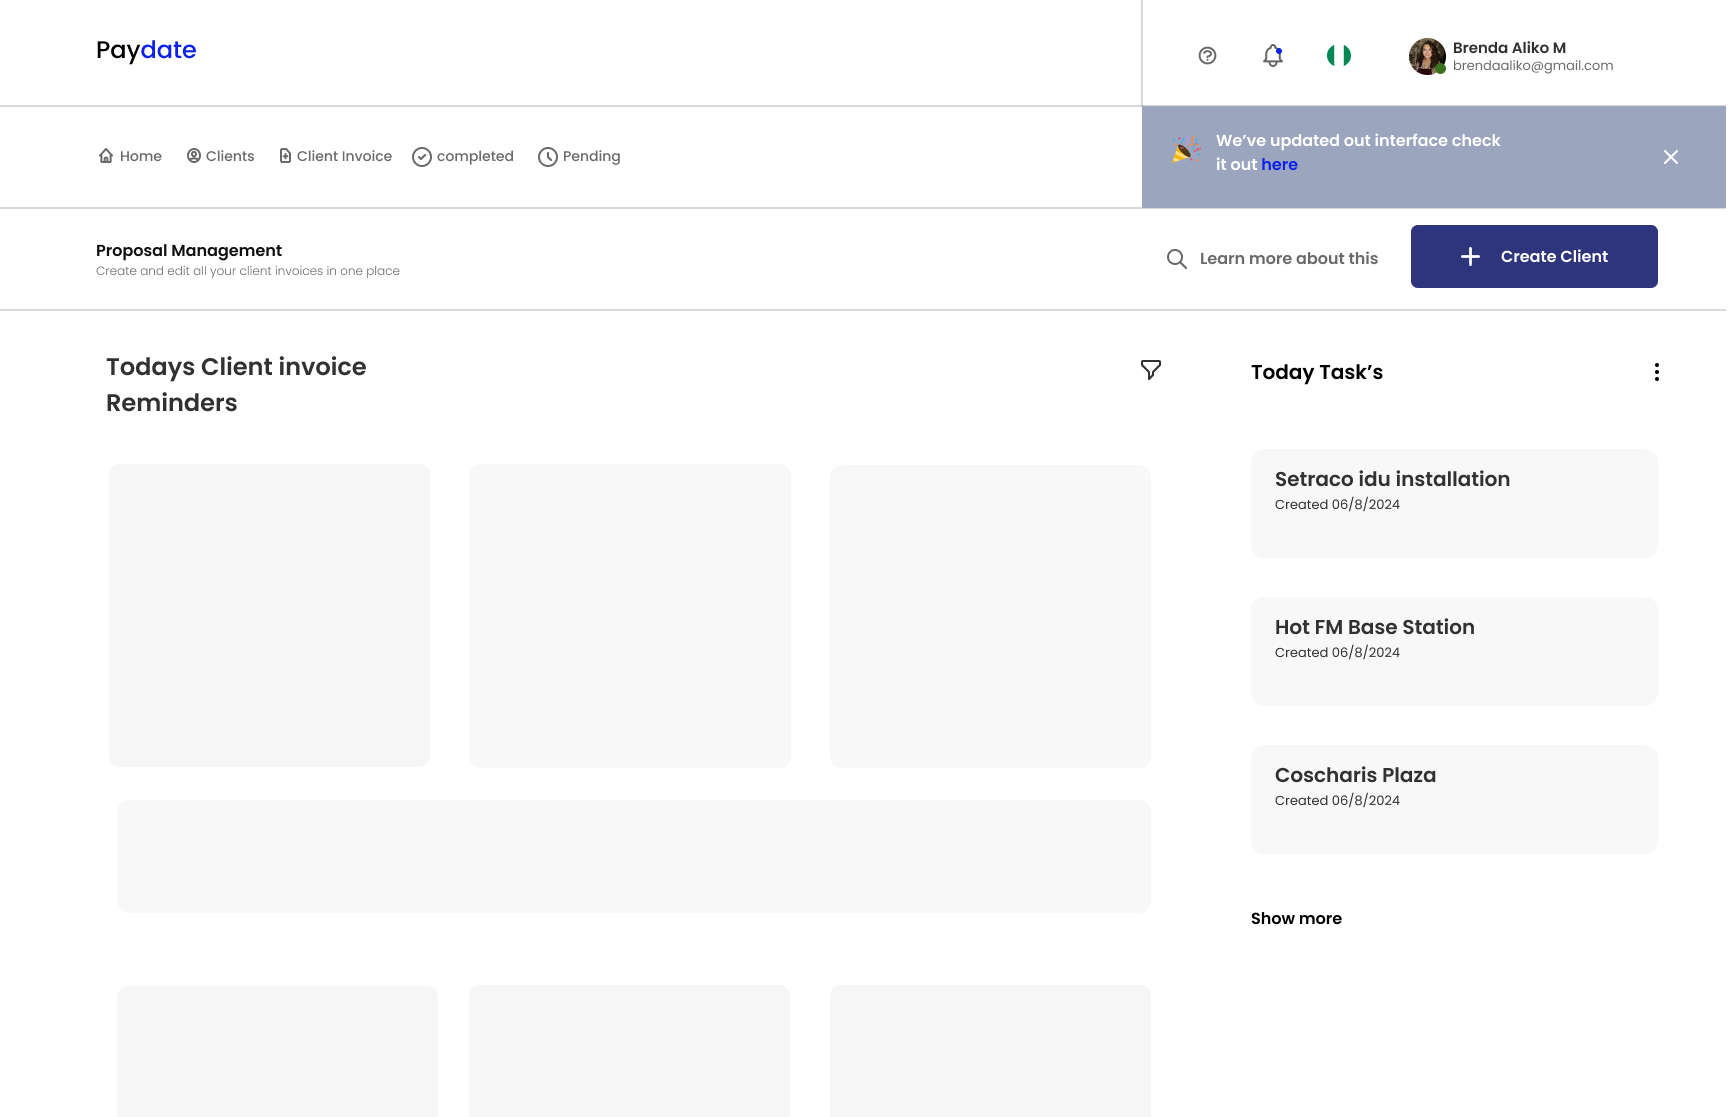 Paydate
Brenda Aliko M
brendaaliko@gmail.com
Home
Clients
Client Invoice
completed
Pending
We’ve updated out interface check
it out here
Proposal Management
Create and edit all your client invoices in one place
Learn more about this
Create Client
Todays Client invoice
Reminders
Today Task’s
Setraco idu installation
Created 06/8/2024
Hot FM Base Station
Created 06/8/2024
Coscharis Plaza
Created 06/8/2024
Show more